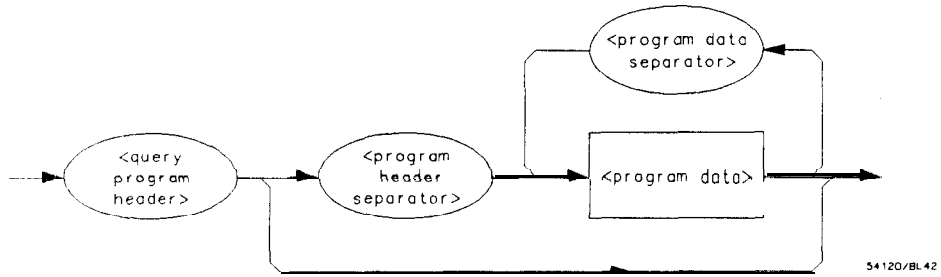 <program data
separator>
<query
program
header>
<program
header
separator>
<program data>
54120/BL42